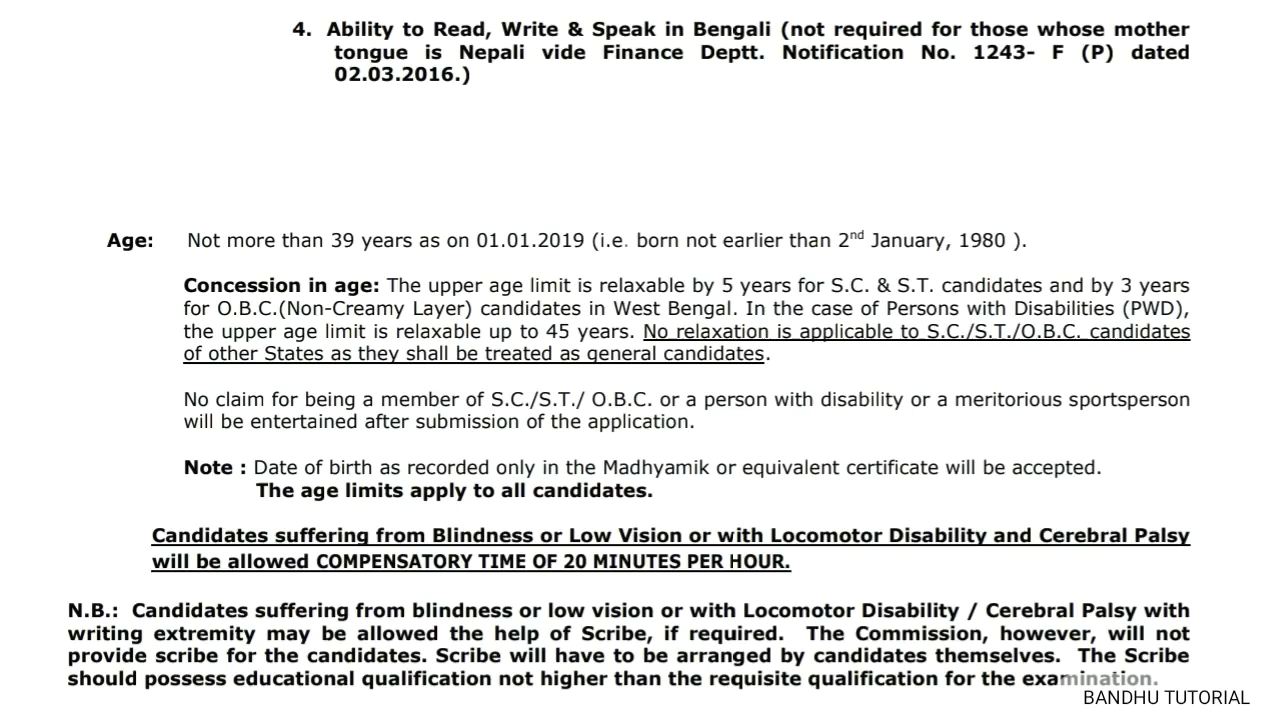 4. Ability to Read, Write & Speak in Bengali (not required for those whose mother
tongue is Nepali vide Finance Deptt. Notification No. 1243- F (P) dated
02.03.2016.)
Age: Not more than 39 years as on 01.01.2019 (i.e. born not earlier than 2nd January, 1980 ).
Concession in age: The upper age limit is relaxable by 5 years for S.C. & S.T. candidates and by 3 years
for O.B.C.(Non-Creamy Layer) candidates in West Bengal. In the case of Persons with Disabilities (PWD),
the upper age limit is relaxable up to 45 years. No relaxation is applicable to S.C./S.T./O.B.C. candidates
of other States as they shall be treated as general candidates.
No claim for being a member of S.C./S.T./ O.B.C. or a person with disability or a meritorious sportsperson
will be entertained after submission of the application.
Note : Date of birth as recorded only in the Madhyamik or equivalent certificate will be accepted.
The age limits apply to all candidates.
Candidates suffering from Blindness or Low Vision or with Locomotor Disability and Cerebral Palsy
will be allowed COMPENSATORY TIME OF 20 MINUTES PER HOUR.
N.B.: Candidates suffering from blindness or low vision or with Locomotor Disability / Cerebral Palsy with
writing extremity may be allowed the help of Scribe, if required. The Commission, however, will not
provide scribe for the candidates. Scribe will have to be arranged by candidates themselves. The Scribe
should possess educational qualification not higher than the requisite qualification for the examination.
BANDHU TUTORIAL